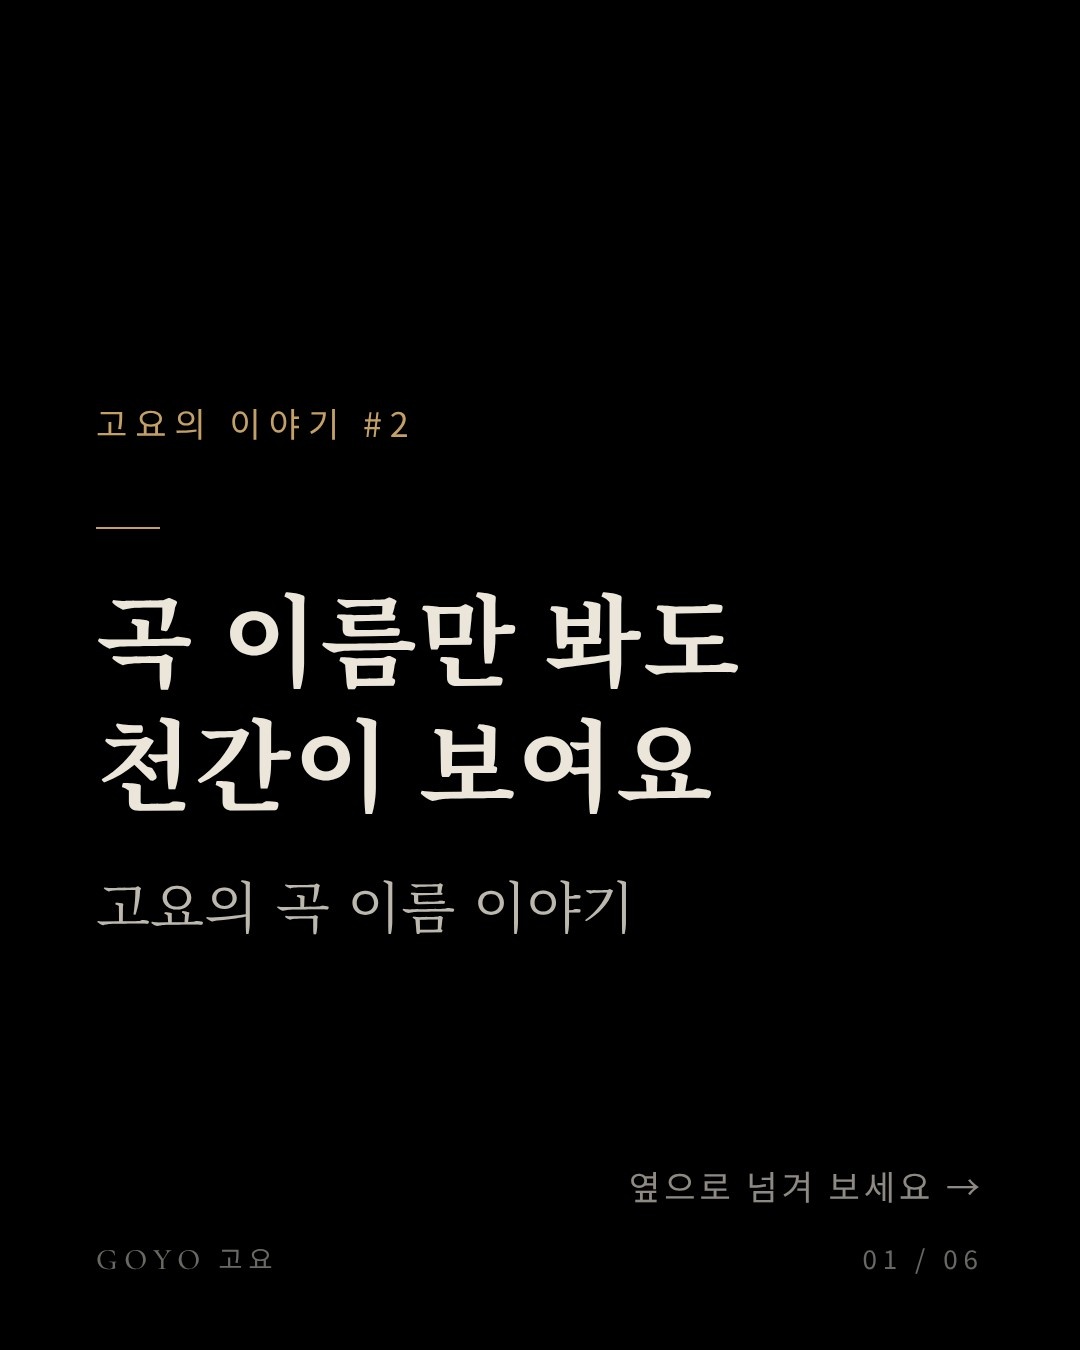 고요의 이야기 #2
곡 이름만 봐도
천간이 보여요
고요의 곡 이름 이야기
옆으로 넘겨 보세요 →
GOYO 고요
01 / 06